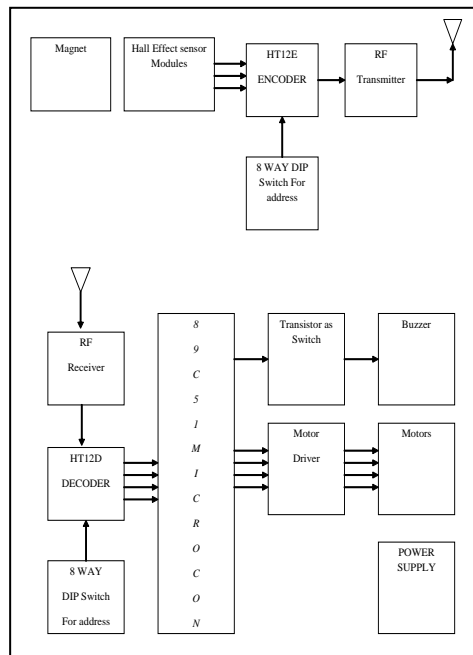 Magnet
Hall Effect sensor
Modules
HT12E
ENCODER
RF
Transmitter
8 WAY DIP
Switch For
address
RF
Receiver
HT12D
DECODER
8 WAY
DIP Switch
For address
8
9
C
5
1
M
I
C
R
O
C
O
N
Transistor as
Switch
Buzzer
Motor
Driver
Motors
POWER
SUPPLY